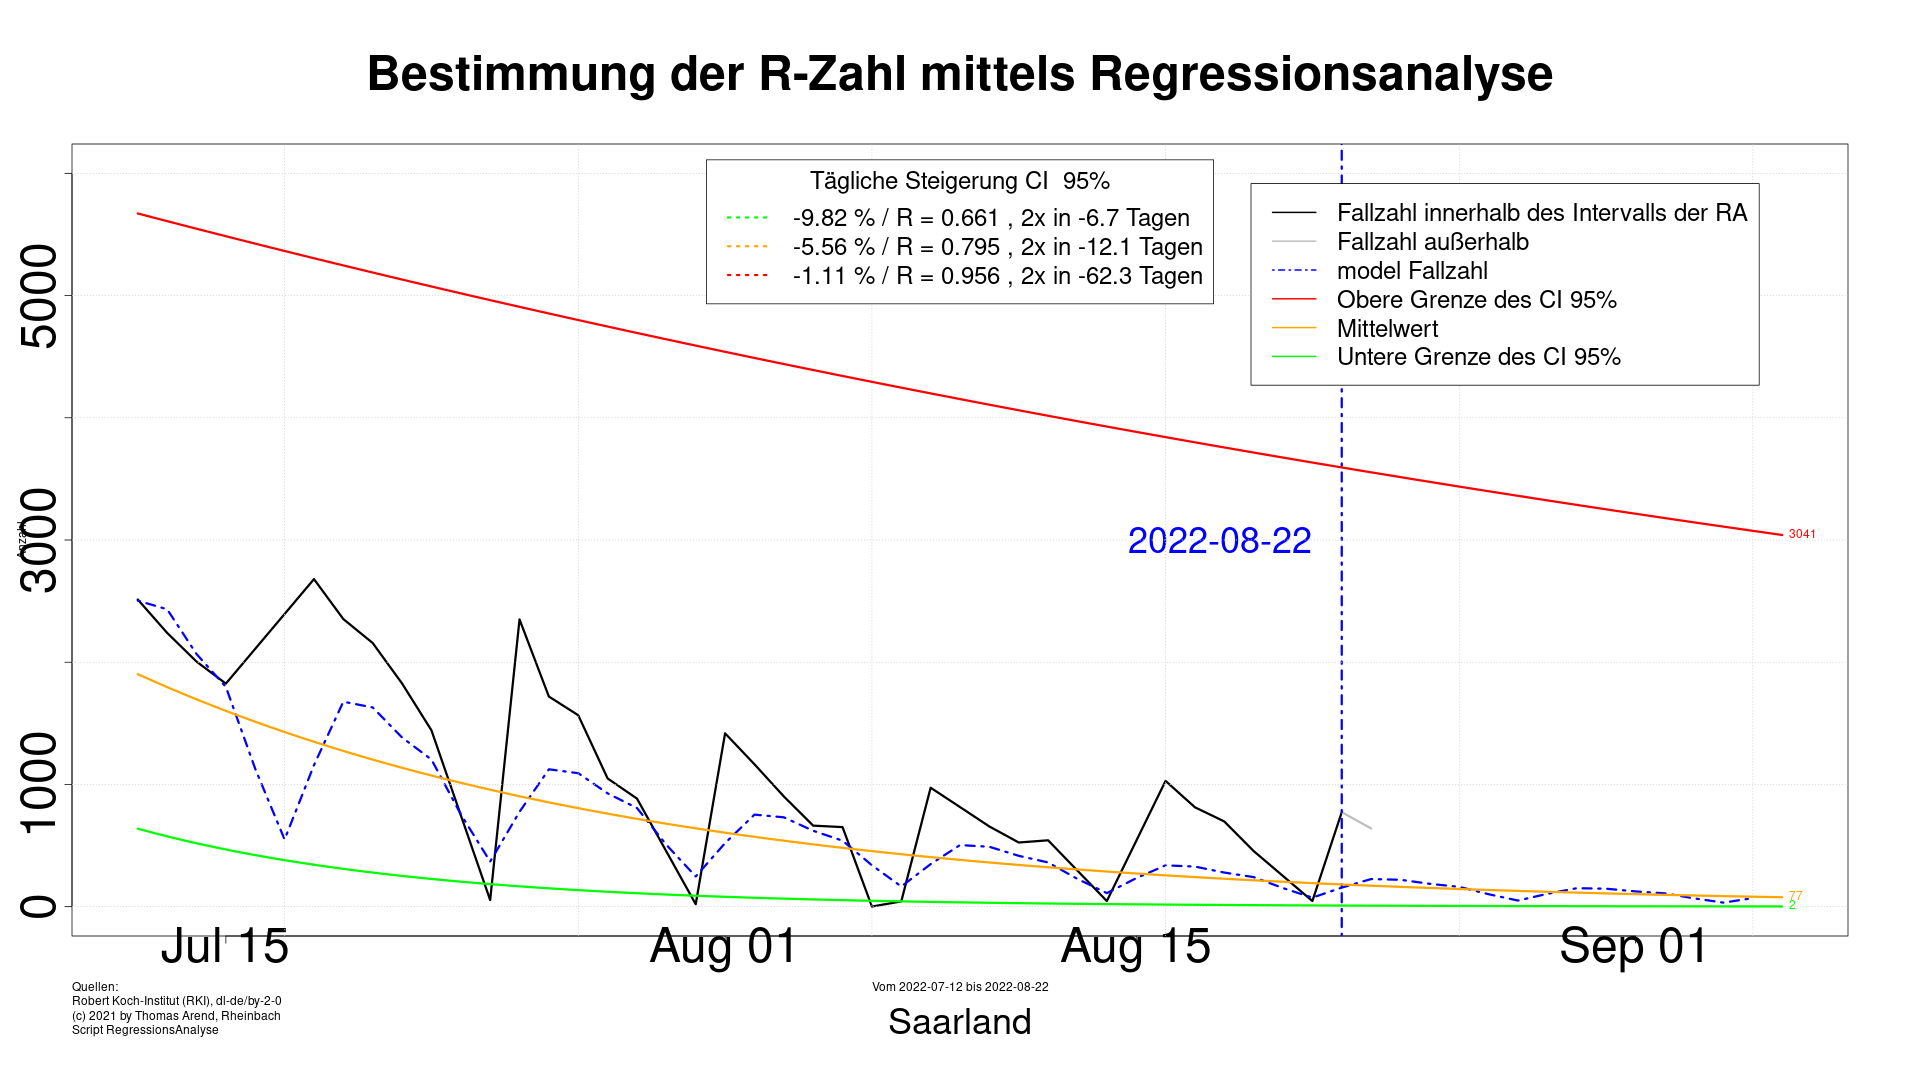 Bestimmung der R-Zahl mittels Regressionsanalyse
Tägliche Steigerung CI  95%
-9.82 % / R = 0.661 , 2x in -6.7 Tagen
-5.56 % / R = 0.795 , 2x in -12.1 Tagen
-1.11 % / R = 0.956 , 2x in -62.3 Tagen
Fallzahl innerhalb des Intervalls der RA
Fallzahl außerhalb
model Fallzahl
Obere Grenze des CI 95%
Mittelwert
Untere Grenze des CI 95%
5000
3000
1000
0
Anzahl
2022-08-22
3041
77
2
Jul 15
Aug 01
Aug 15
Sep 01
Quellen:
Robert Koch-Institut (RKI), dl-de/by-2-0
(c) 2021 by Thomas Arend, Rheinbach
Script RegressionsAnalyse
Vom 2022-07-12 bis 2022-08-22
Saarland